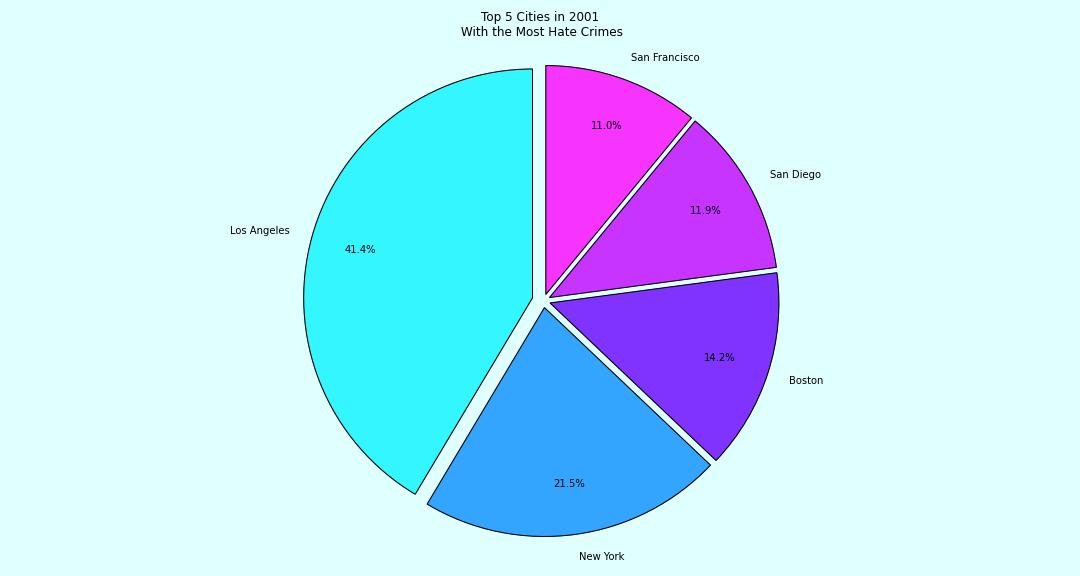 Top 5 Cities in 2001
With the Most Hate Crimes
San Francisco
11.0%
San Diego
11.9%
Los Angeles
41.4%
14.2%
Boston
21.5%
New York